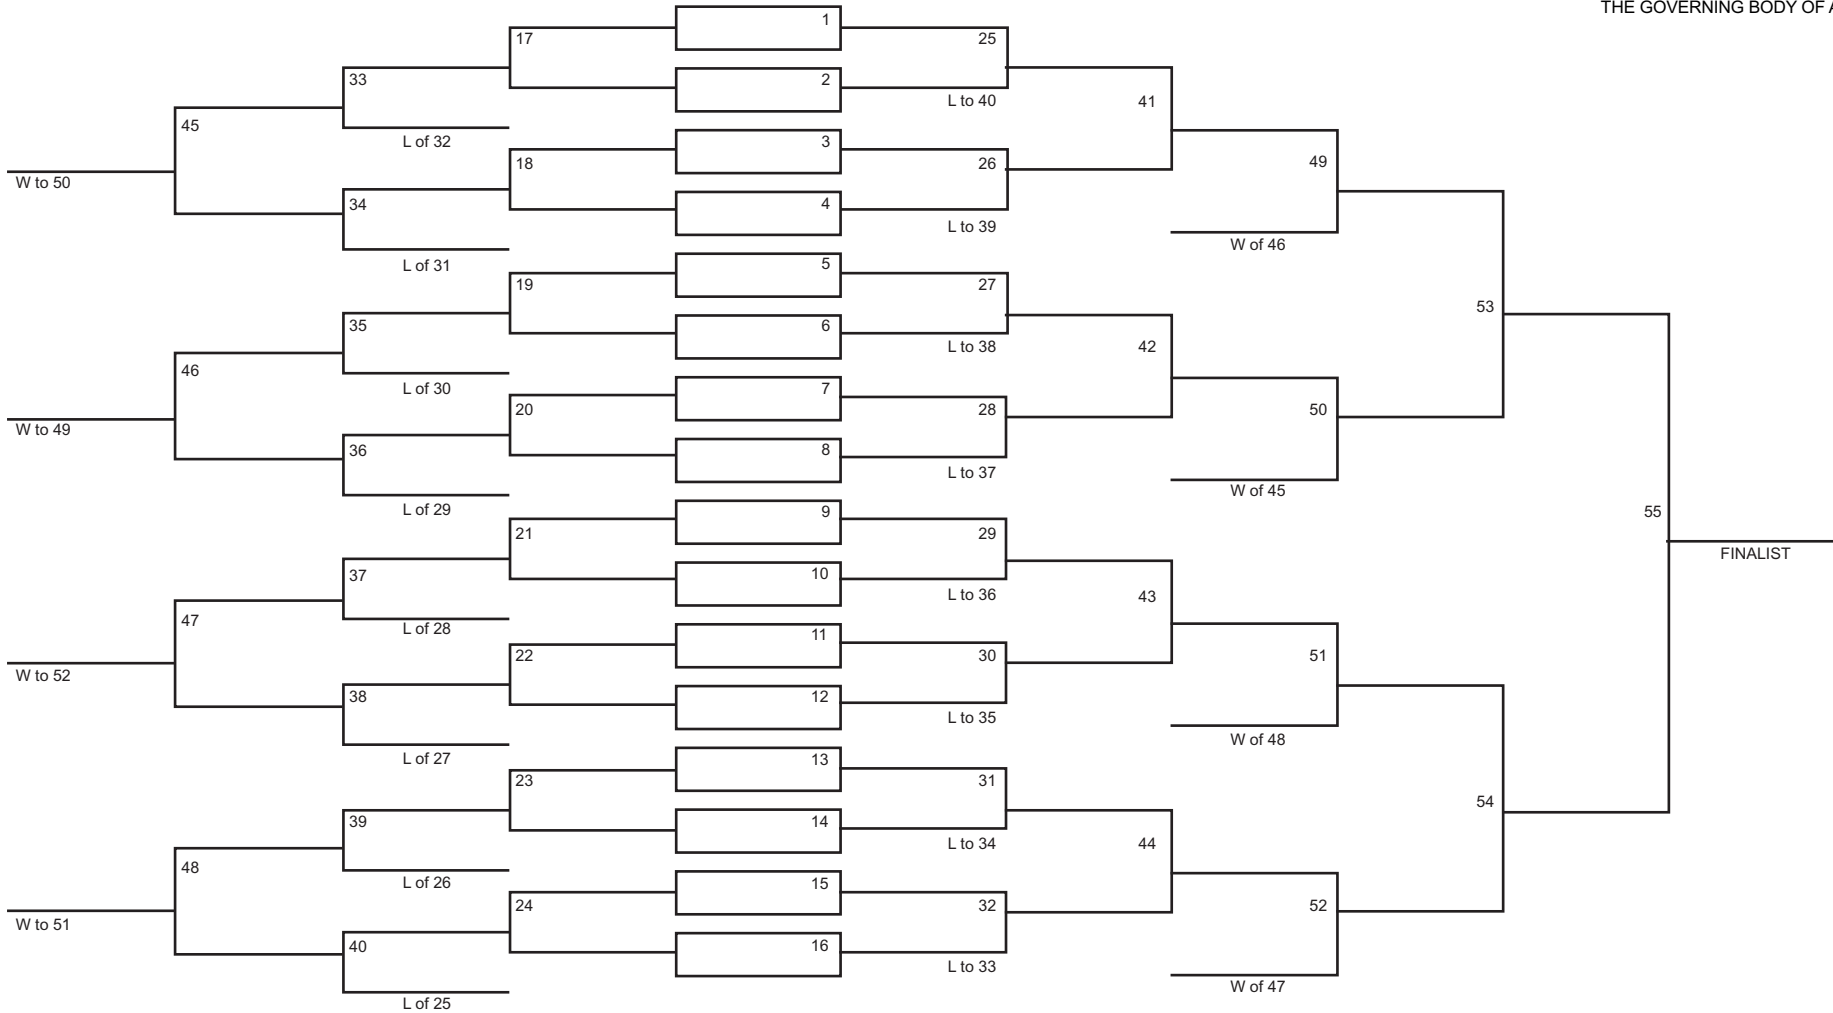 THE GOVERNING BODY OF A
1
17
25
33
2
L to 40
41
45
L of 32
3
18
26
49
W to 50
34
4
L to 39
W of 46
L of 31
5
19
27
53
35
6
L to 38
42
46
L of 30
7
20
28
50
W to 49
36
8
L to 37
W of 45
L of 29
9
55
21
29
FINALIST
37
10
L to 36
43
47
L of 28
11
22
30
51
W to 52
38
12
L to 35
W of 48
L of 27
13
23
31
54
39
14
L to 34
44
48
L of 26
15
24
32
52
W to 51
40
16
L to 33
W of 47
L of 25